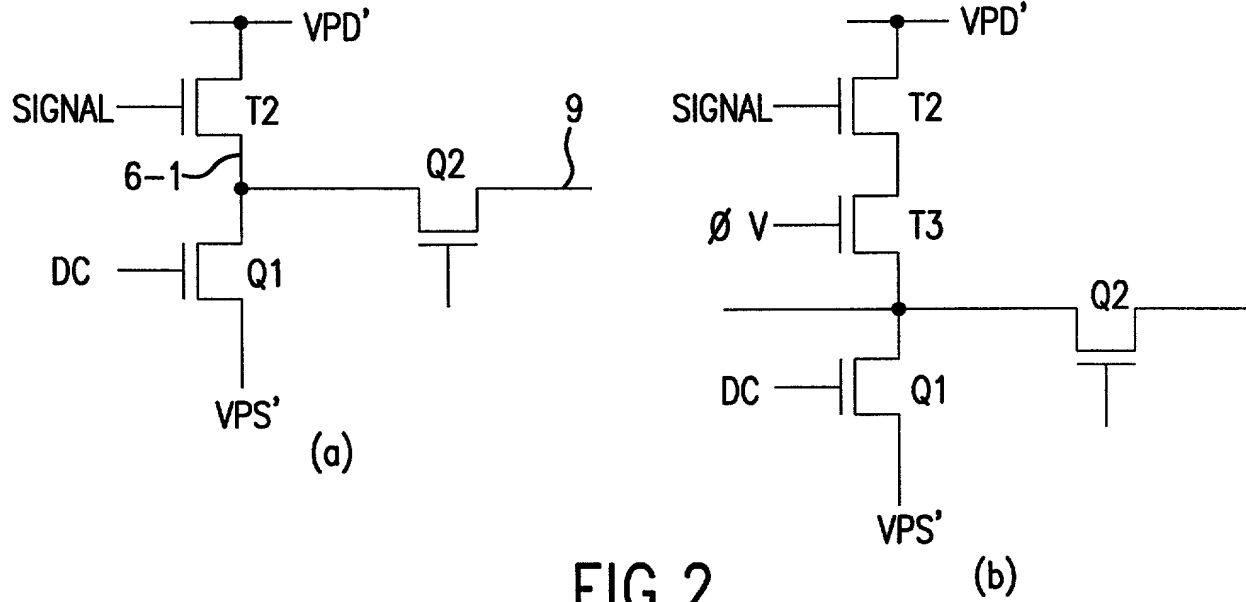 VPD'
SIGNAL
T2
6-1
9
Q2
DC
Q1
VPS'
(a)
VPD'
SIGNAL
T2
Ø V
T3
Q2
DC
Q1
VPS'
(b)
FIG. 2